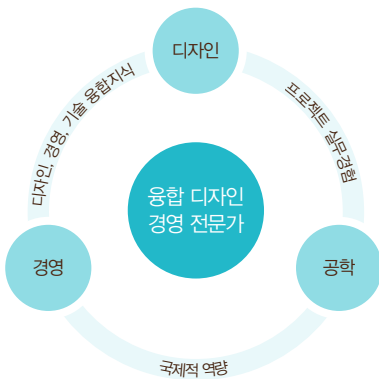 디자인
디자인, 경영, 기술 융합지식
프로젝트 실무경험
융합 디자인
경영 전문가
경영
공학
국제적 역량